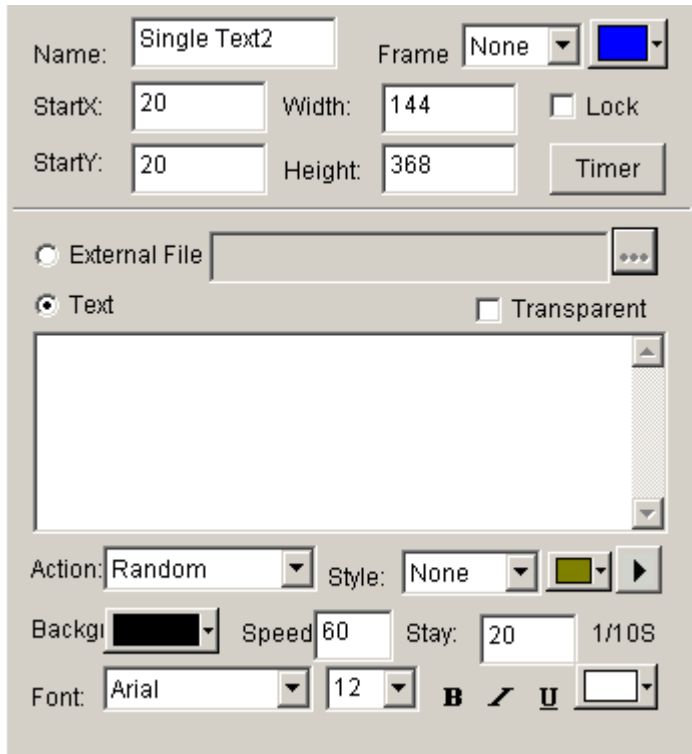 Name: Single Text2 Frame None
StartX: 20 Width: 144 Lock
StartY: 20 Height: 368 Timer
External File ...
Text Transparent
Action: Random Style: None
Backgr Speed 60 Stay: 20 1/10S
Font: Arial 12 B I U